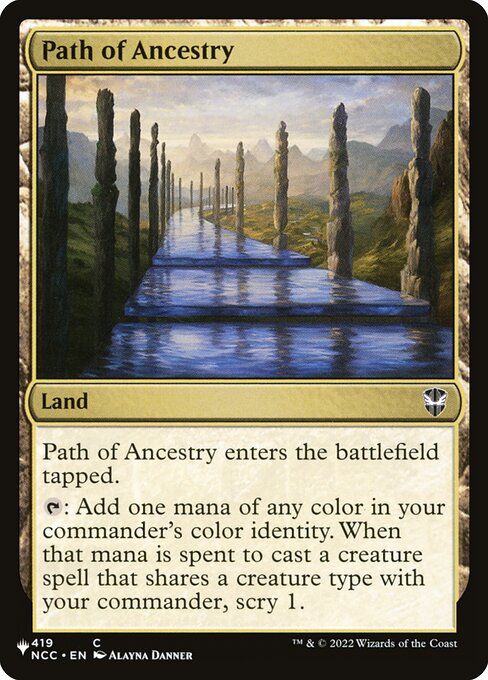 Path of Ancestry
Land
Path of Ancestry enters the battlefield
tapped.
: Add one mana of any color in your
commander's color identity. When
that mana is spent to cast a creature
spell that shares a creature type with
your commander, scry 1.
419 C
NCC • EN Alayna Danner
™ & © 2022 Wizards of the Coast